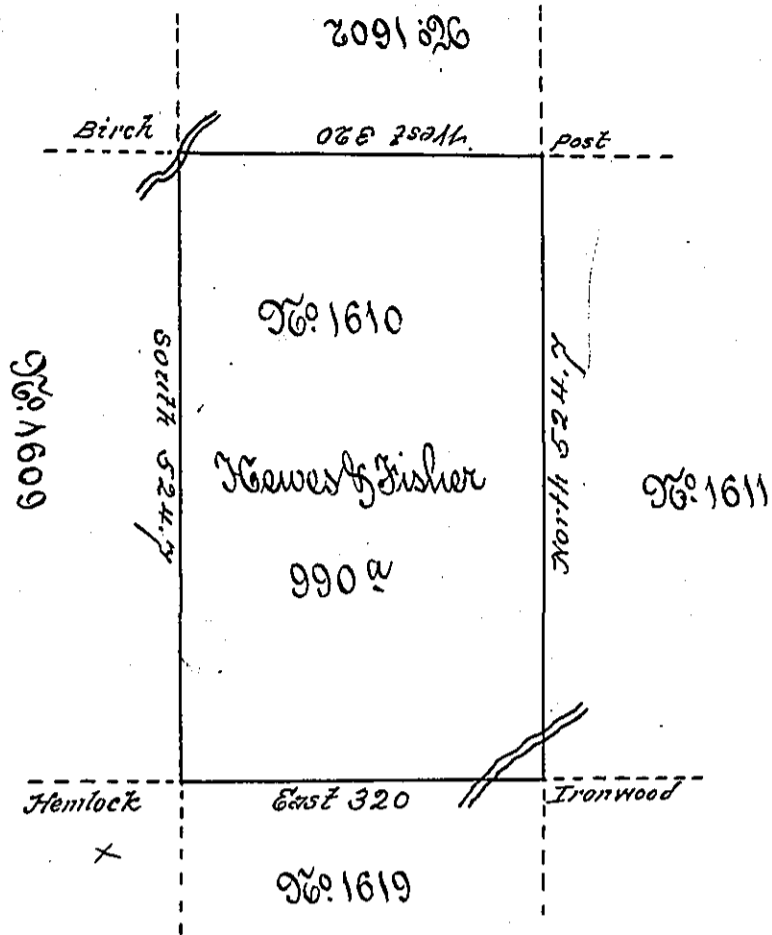 No. 1602
Birch
West 320
Post
No. 1610
No. 1609
South 524.7
North 524.7
Hewes & Fisher
No. 1611
990 a
Hemlock
East 320
Ironwood
No. 1619